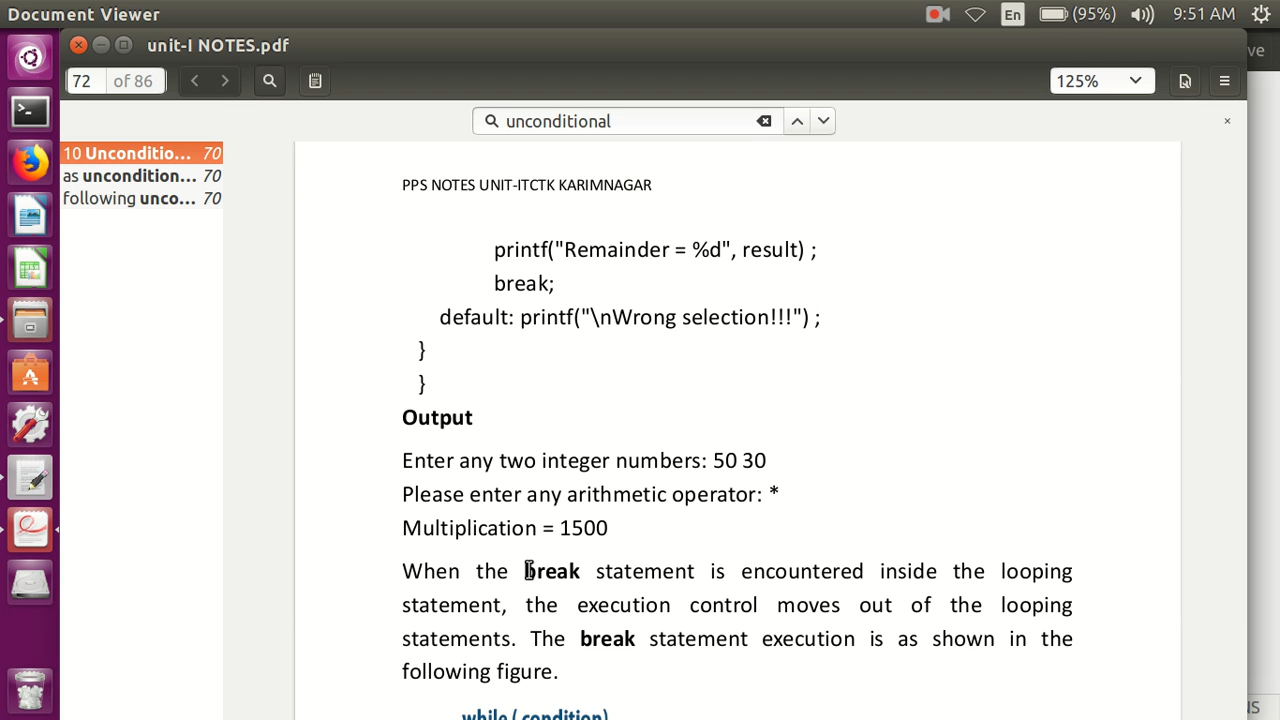 Document Viewer
En
(95%)
9:51 AM
unit-I NOTES.pdf
ve
72 of 86
125%
unconditional
10 Unconditio... 70
as uncondition... 70
following unco... 70
PPS NOTES UNIT-ITCTK KARIMNAGAR
printf("Remainder = %d", result) ;
break;
default: printf("\nWrong selection!!!") ;
}
}
Output
Enter any two integer numbers: 50 30
Please enter any arithmetic operator: *
Multiplication = 1500
When the break statement is encountered inside the looping
statement, the execution control moves out of the looping
statements. The break statement execution is as shown in the
following figure.
while ( condition)